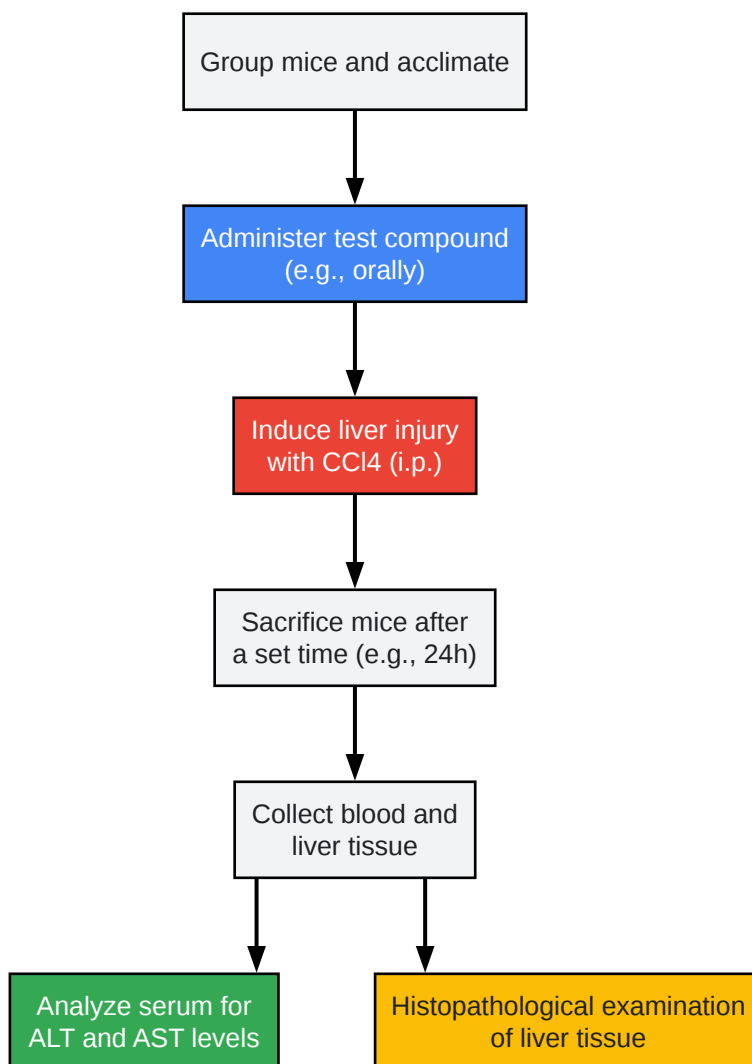 Group mice and acclimate
Administer test compound
(e.g., orally)
Induce liver injury
with CCl4 (i.p.)
Sacrifice mice after
a set time (e.g., 24h)
Collect blood and
liver tissue
Analyze serum for
ALT and AST levels
Histopathological examination
of liver tissue